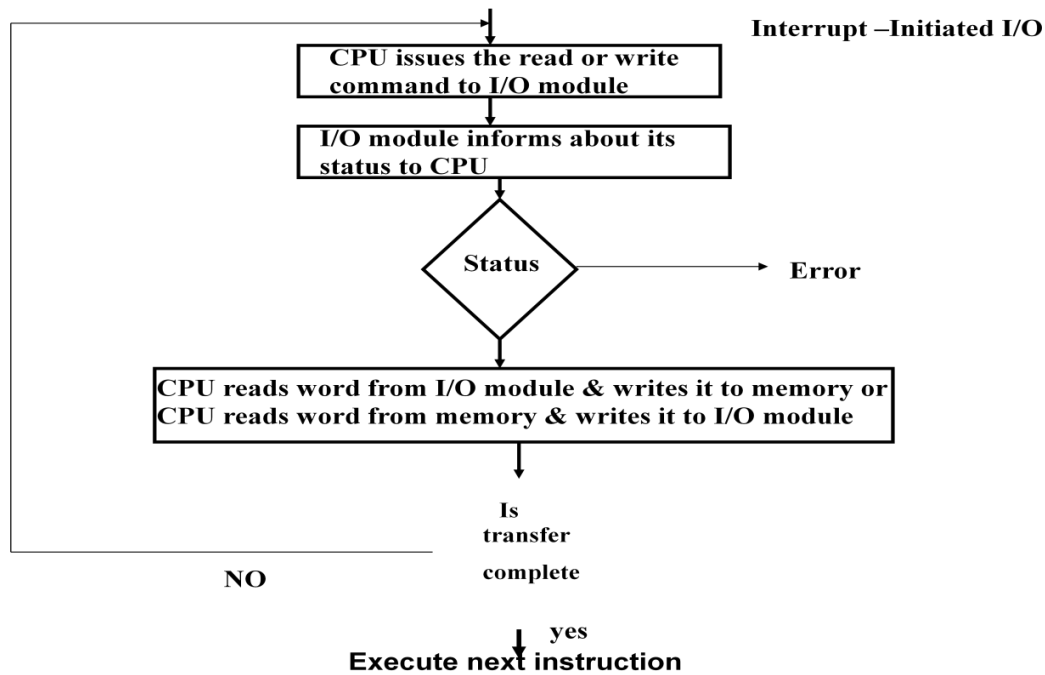 Interrupt –Initiated I/O
CPU issues the read or write
command to I/O module
I/O module informs about its
status to CPU
Status
Error
CPU reads word from I/O module & writes it to memory or
CPU reads word from memory & writes it to I/O module
Is
transfer
complete
NO
yes
Execute next instruction